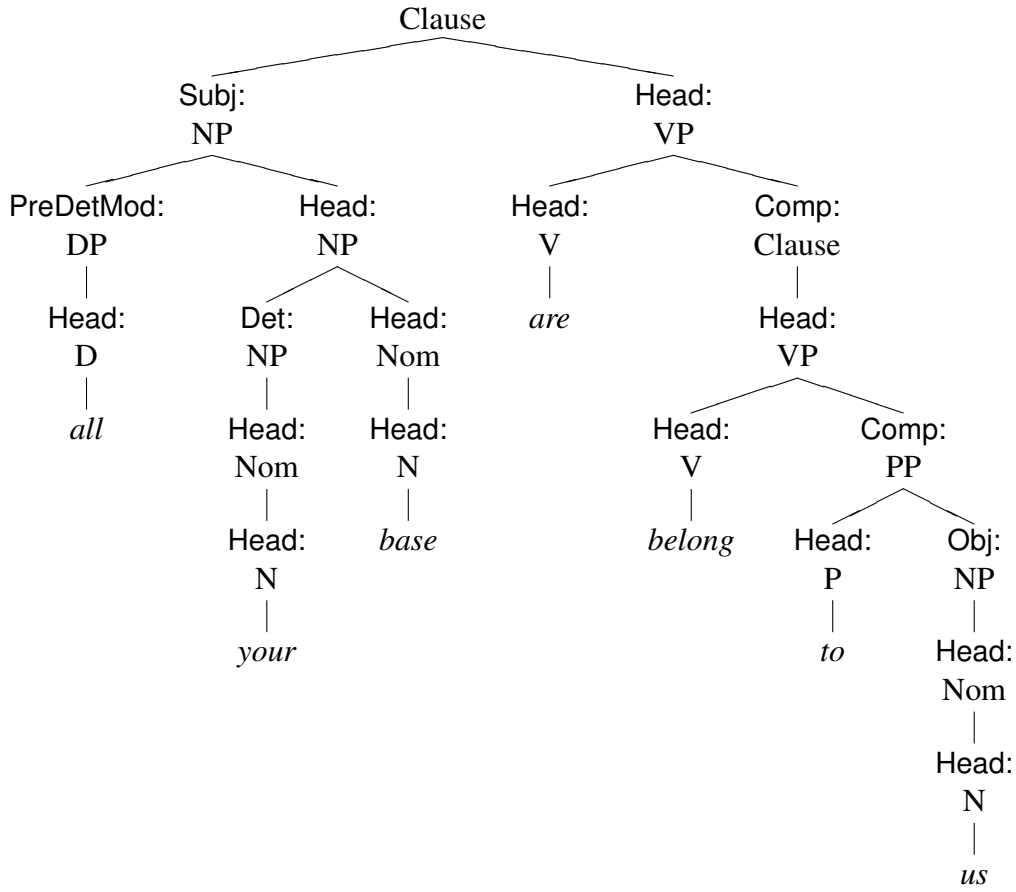 Clause
Subj: Head:
NP VP
PreDetMod: Head: Head: Comp:
DP NP V Clause
Head: Det: Head: are Head:
D NP Nom VP
all Head: Head: Head: Comp:
Nom N V PP
Head: base belong Head: Obj:
N P NP
your to Head:
Nom
Head:
N
us